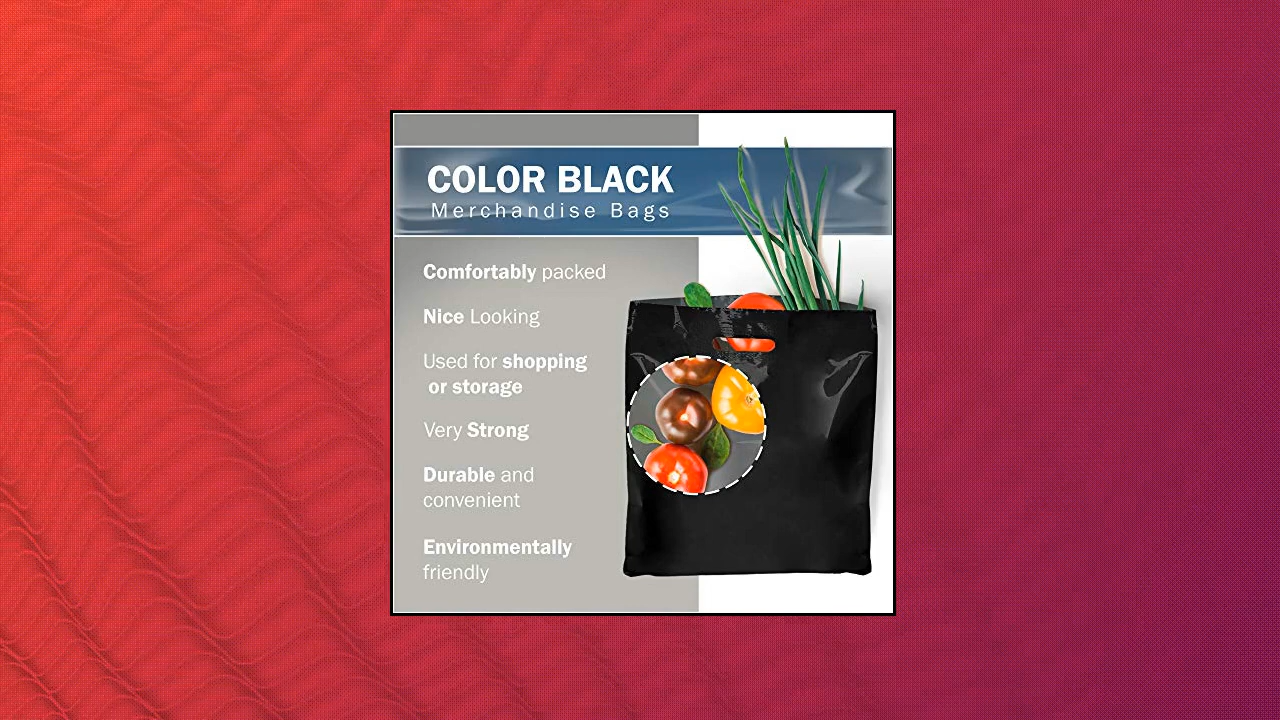 COLOR BLACK
Merchandise Bags
Comfortably packed
Nice Looking
Used for shopping
or storage
Very Strong
Durable and
convenient
Environmentally
friendly